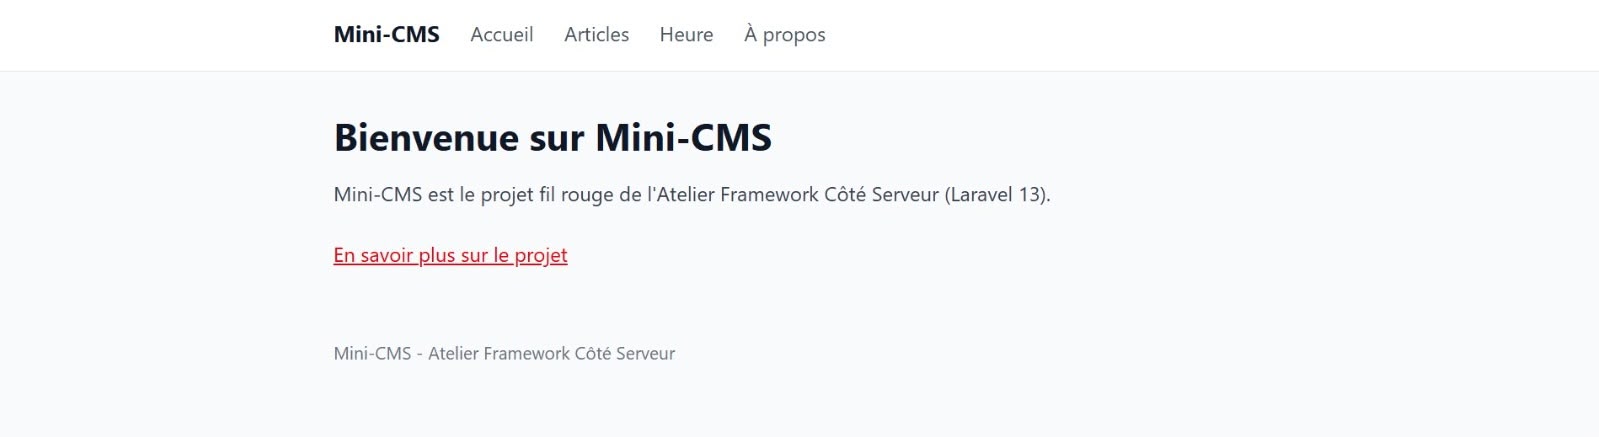 Mini-CMS Accueil Articles Heure À propos
Bienvenue sur Mini-CMS
Mini-CMS est le projet fil rouge de l'Atelier Framework Côté Serveur (Laravel 13).
En savoir plus sur le projet
Mini-CMS - Atelier Framework Côté Serveur